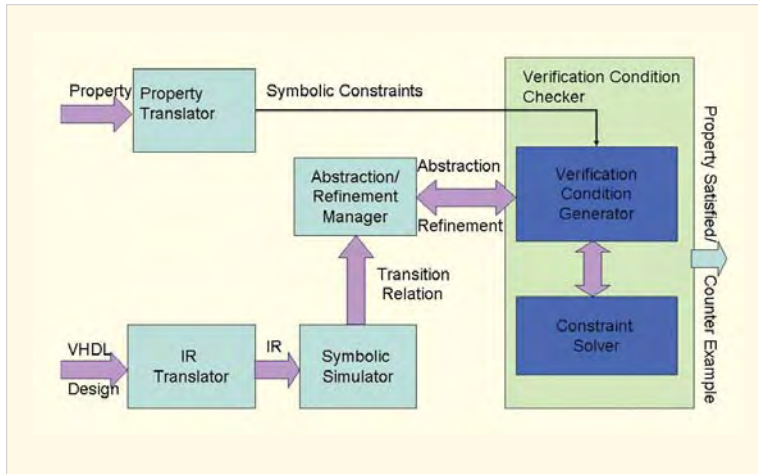 Property
Property
Translator
Symbolic Constraints
Verification Condition
Checker
Abstraction/
Refinement
Manager
Abstraction
Refinement
Verification
Condition
Generator
Transition
Relation
Constraint
Solver
VHDL
Design
IR
Translator
IR
Symbolic
Simulator
Property Satisfied/
Counter Example